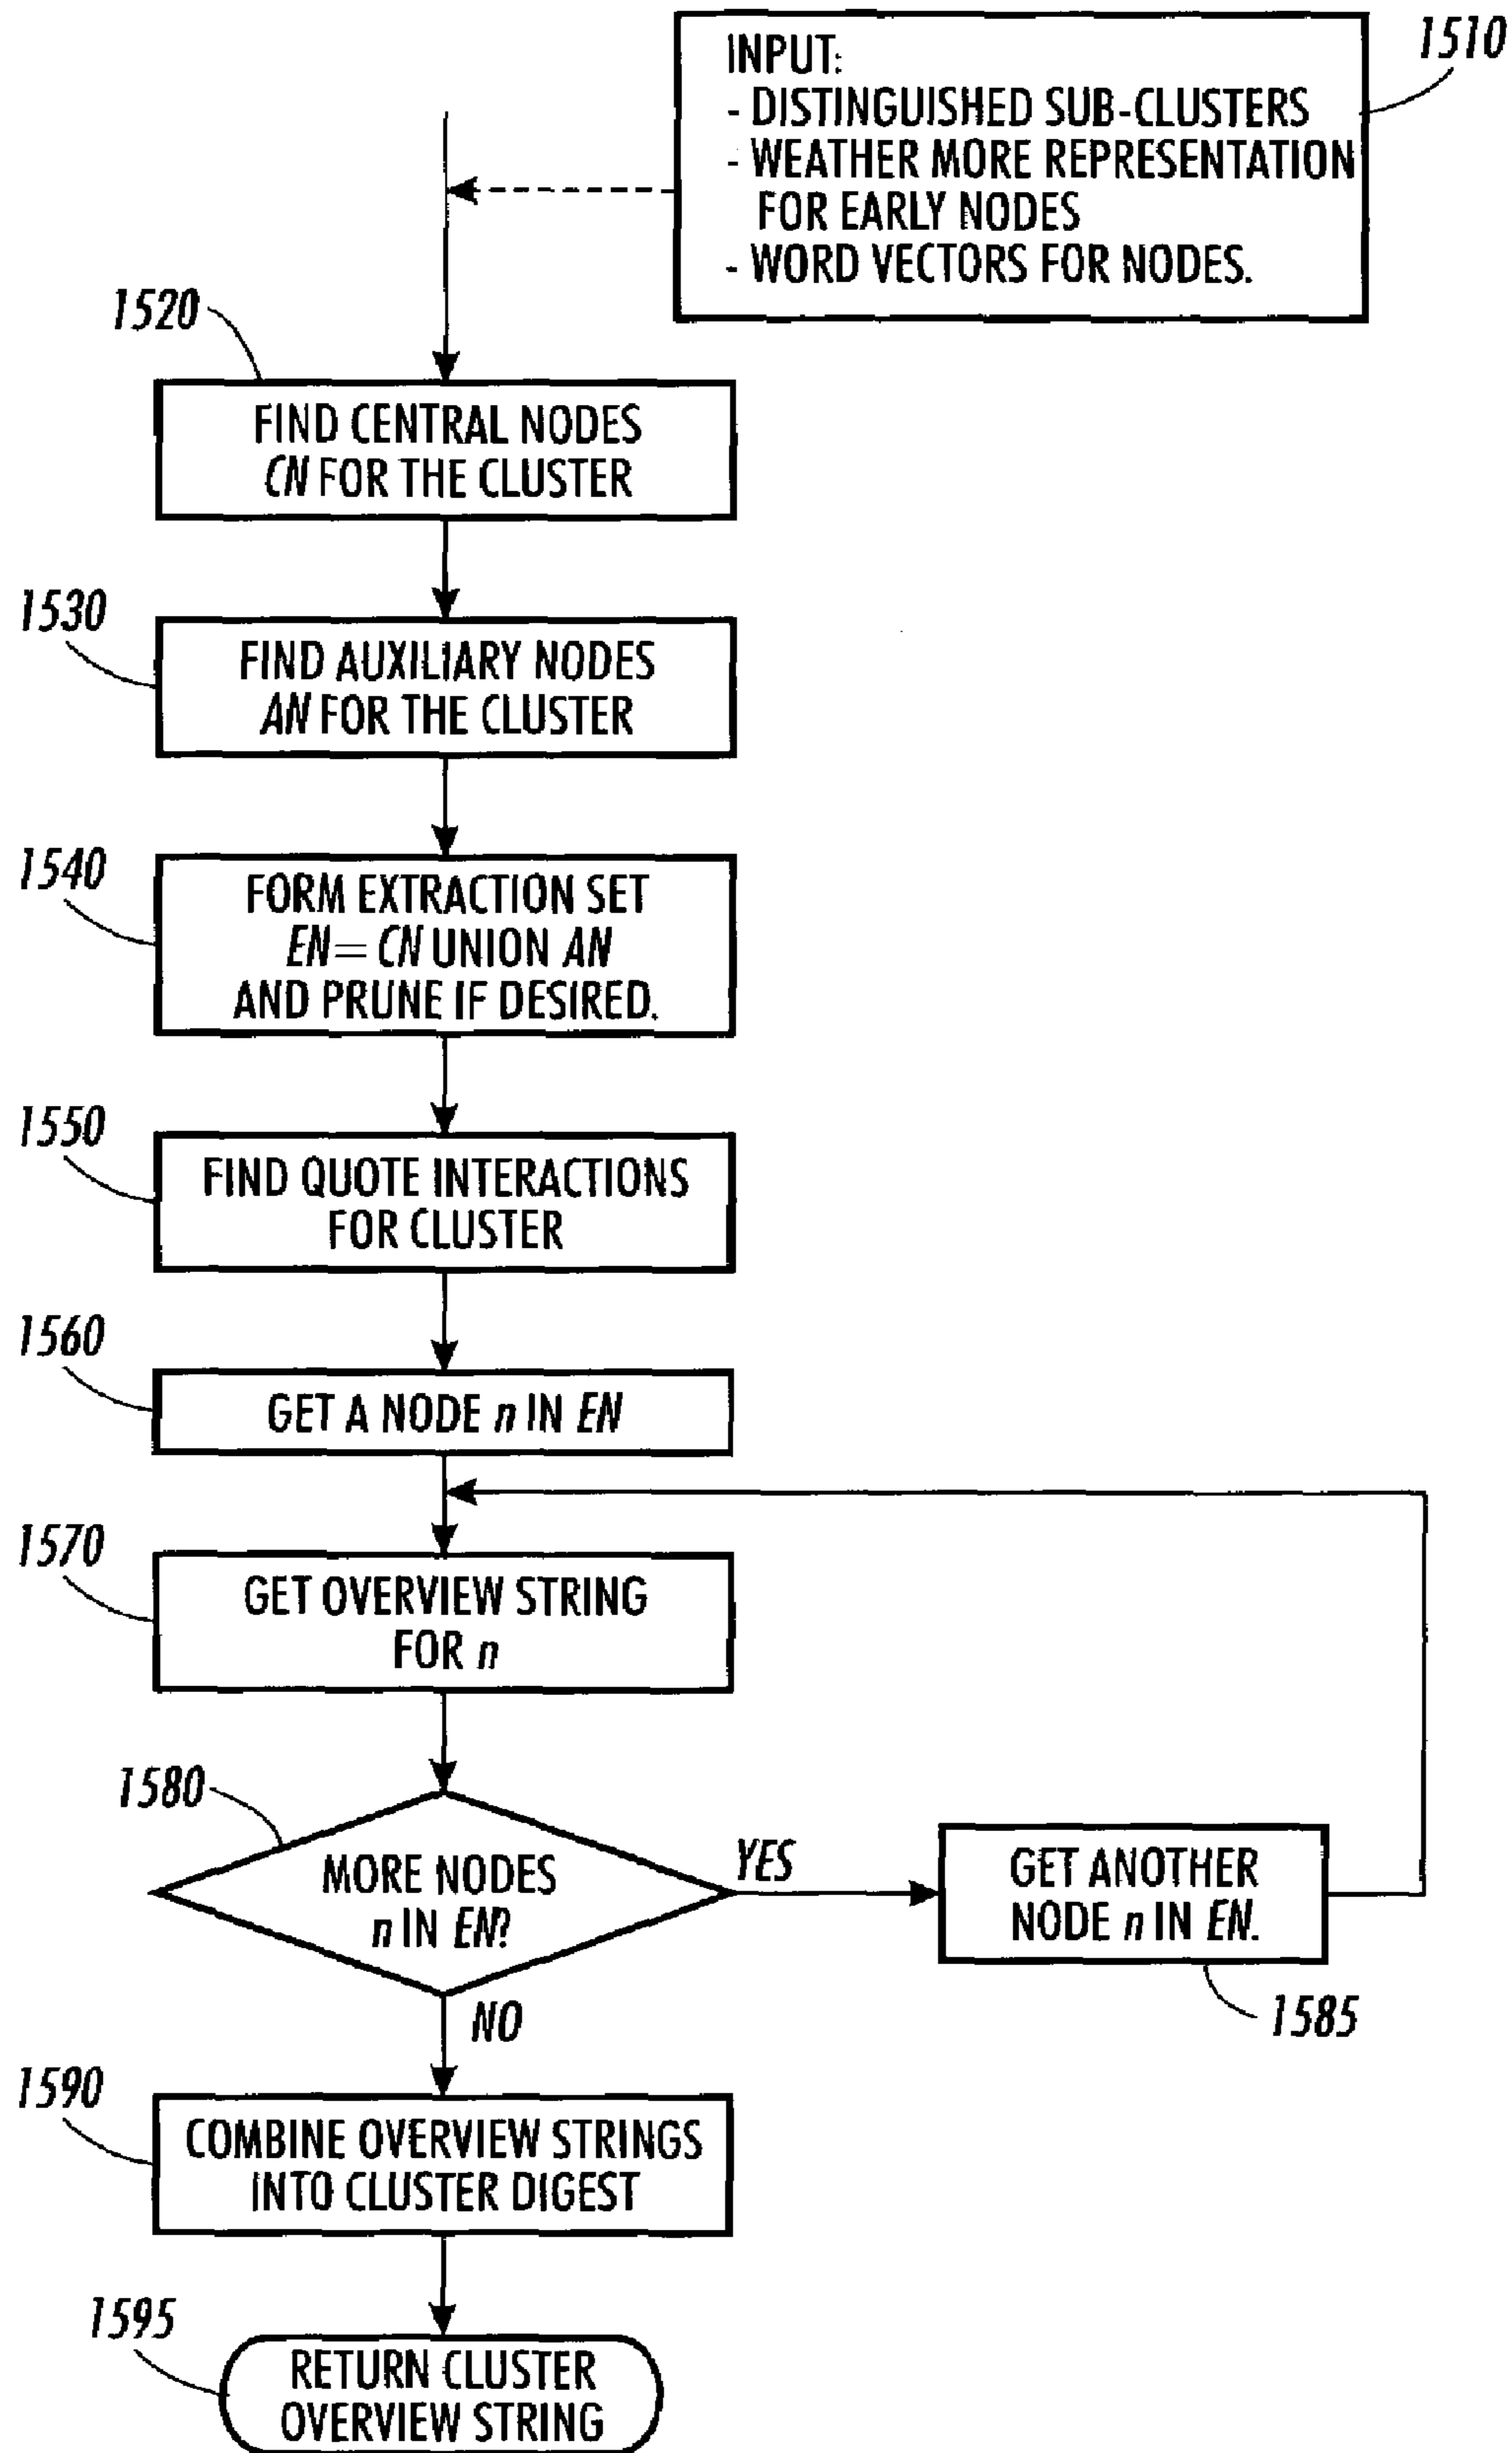 1510
INPUT:
- DISTINGUISHED SUB-CLUSTERS
- WEATHER MORE REPRESENTATION
FOR EARLY NODES
- WORD VECTORS FOR NODES.
1520
FIND CENTRAL NODES
CN FOR THE CLUSTER
1530
FIND AUXILIARY NODES
AN FOR THE CLUSTER
1540
FORM EXTRACTION SET
EN = CN UNION AN
AND PRUNE IF DESIRED.
1550
FIND QUOTE INTERACTIONS
FOR CLUSTER
1560
GET A NODE n IN EN
1570
GET OVERVIEW STRING
FOR n
1580
MORE NODES
n IN EN?
YES
GET ANOTHER
NODE n IN EN.
1585
NO
1590
COMBINE OVERVIEW STRINGS
INTO CLUSTER DIGEST
1595
RETURN CLUSTER
OVERVIEW STRING